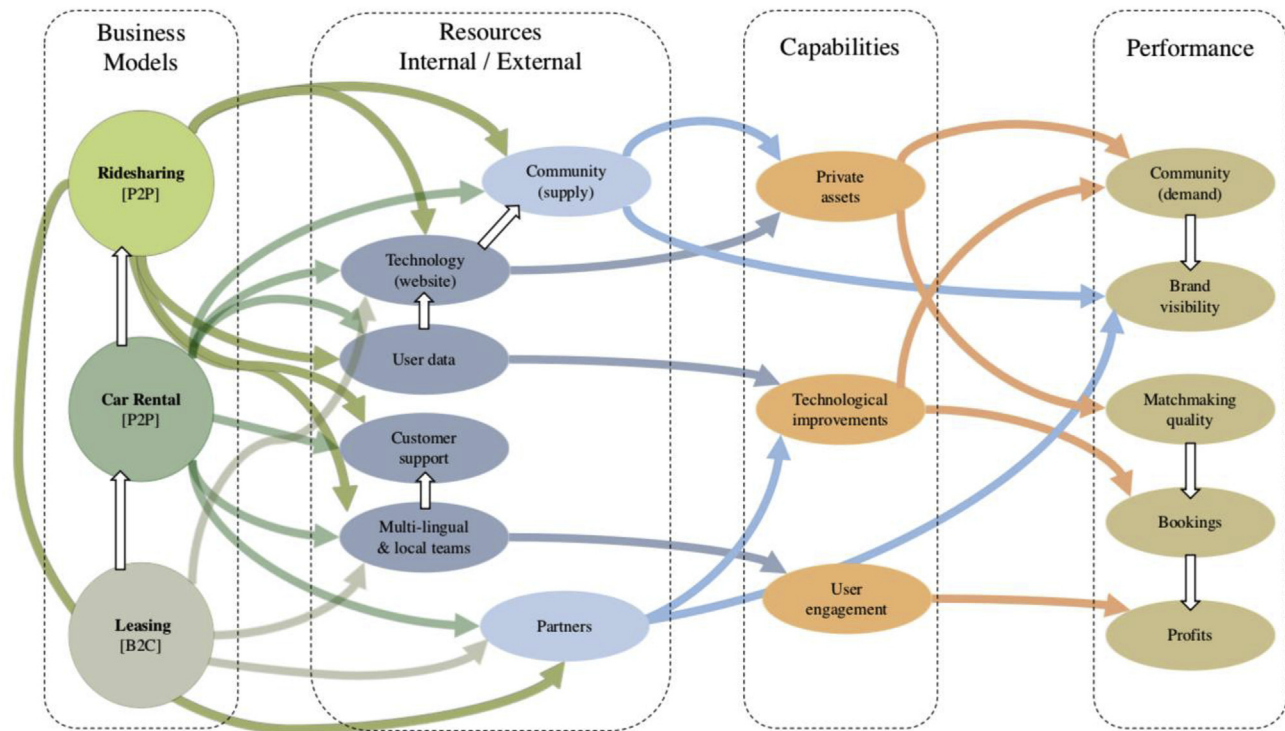 Business
Models
Ridesharing
[P2P]
Car Rental
[P2P]
Leasing
[B2C]
Resources
Internal / External
Community
(supply)
Technology
(website)
User data
Customer
support
Multi-lingual
& local teams
Partners
Capabilities
Private
assets
Technological
improvements
User
engagement
Performance
Community
(demand)
Brand
visibility
Matchmaking
quality
Bookings
Profits